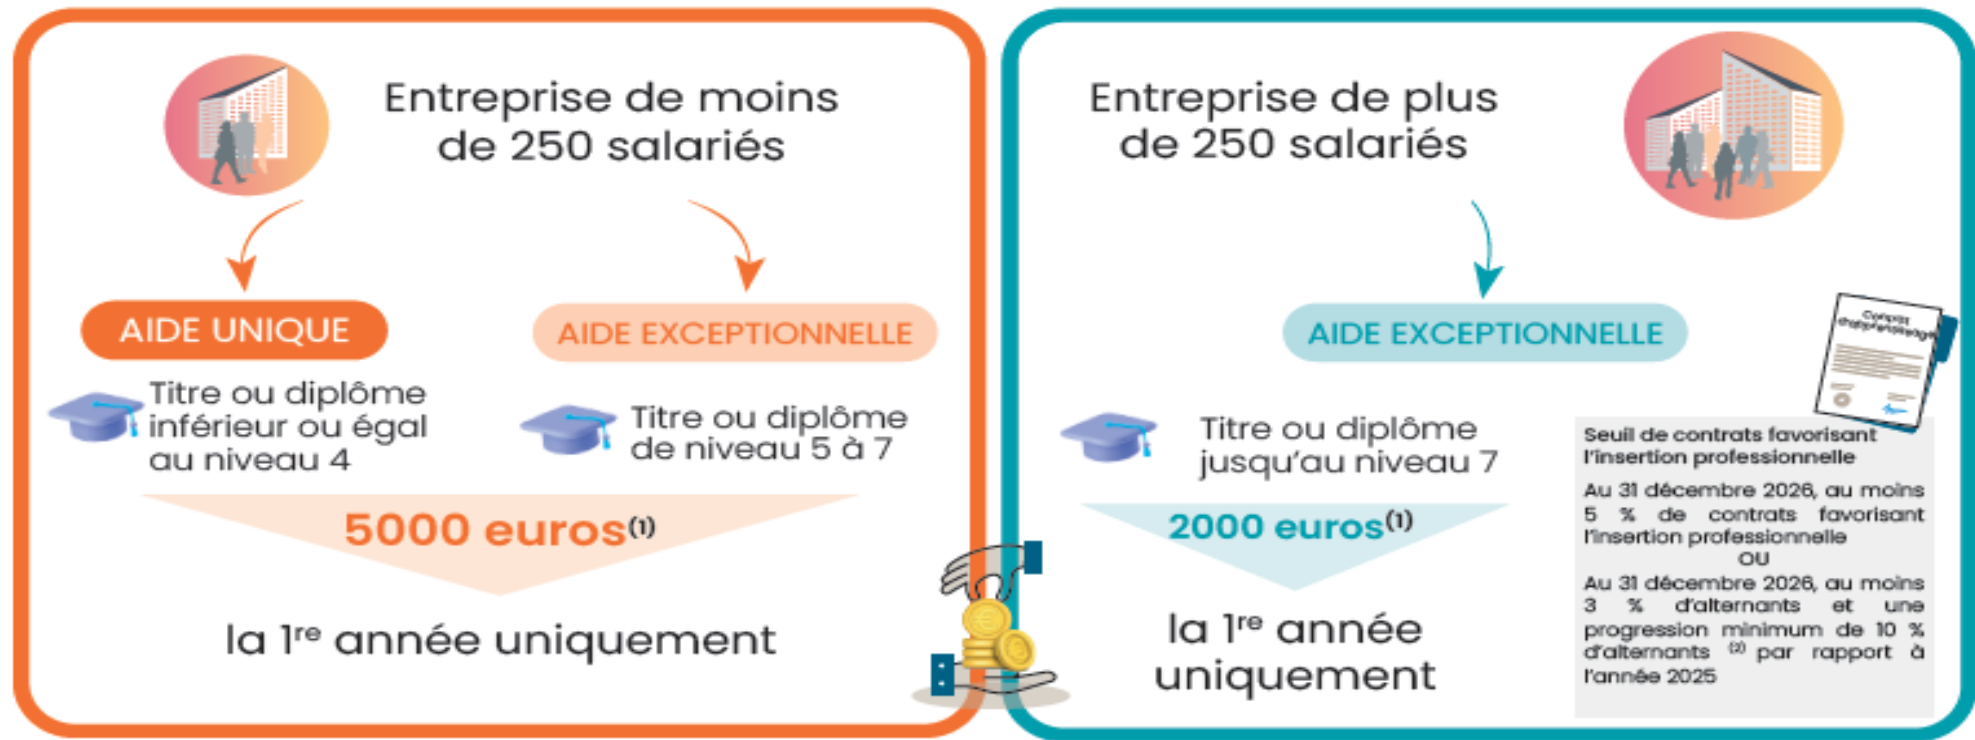 Entreprise de moins
de 250 salariés
AIDE UNIQUE
Titre ou diplôme
inférieur ou égal
au niveau 4
AIDE EXCEPTIONNELLE
Titre ou diplôme
de niveau 5 à 7
5000 euros(1)
la 1re année uniquement
Entreprise de plus
de 250 salariés
AIDE EXCEPTIONNELLE
Titre ou diplôme
jusqu'au niveau 7
2000 euros(1)
la 1re année
uniquement
Contrat
d'apprentissage
Seuil de contrats favorisant
l'insertion professionnelle
Au 31 décembre 2026, au moins
5 % de contrats favorisant
l'insertion professionnelle
OU
Au 31 décembre 2026, au moins
3 % d'alternants et une
progression minimum de 10 %
d'alternants (2) par rapport à
l'année 2025